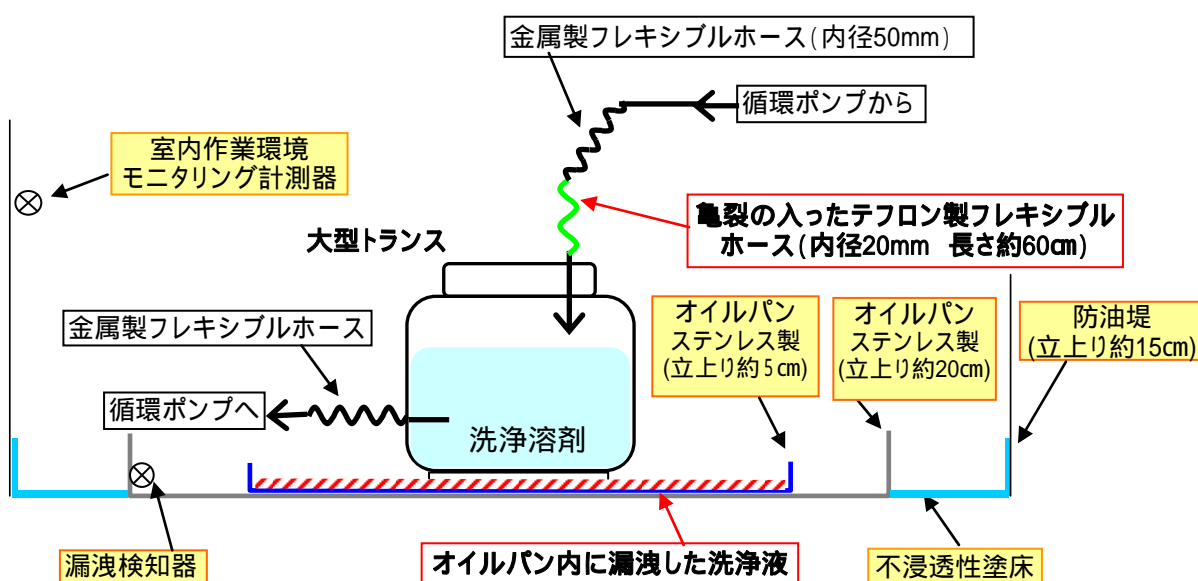 金属製フレキシブルホース(内径50mm)
循環ポンプから
室内作業環境
モニタリング計測器
亀裂の入ったテフロン製フレキシブル
ホース(内径20mm 長さ約60㎝)
大型トランス
金属製フレキシブルホース
オイルパン
ステンレス製
(立上り約5㎝)
オイルパン
ステンレス製
(立上り約20㎝)
防油堤
(立上り約15㎝)
循環ポンプへ
洗浄溶剤
漏洩検知器
オイルパン内に漏洩した洗浄液
不浸透性塗床